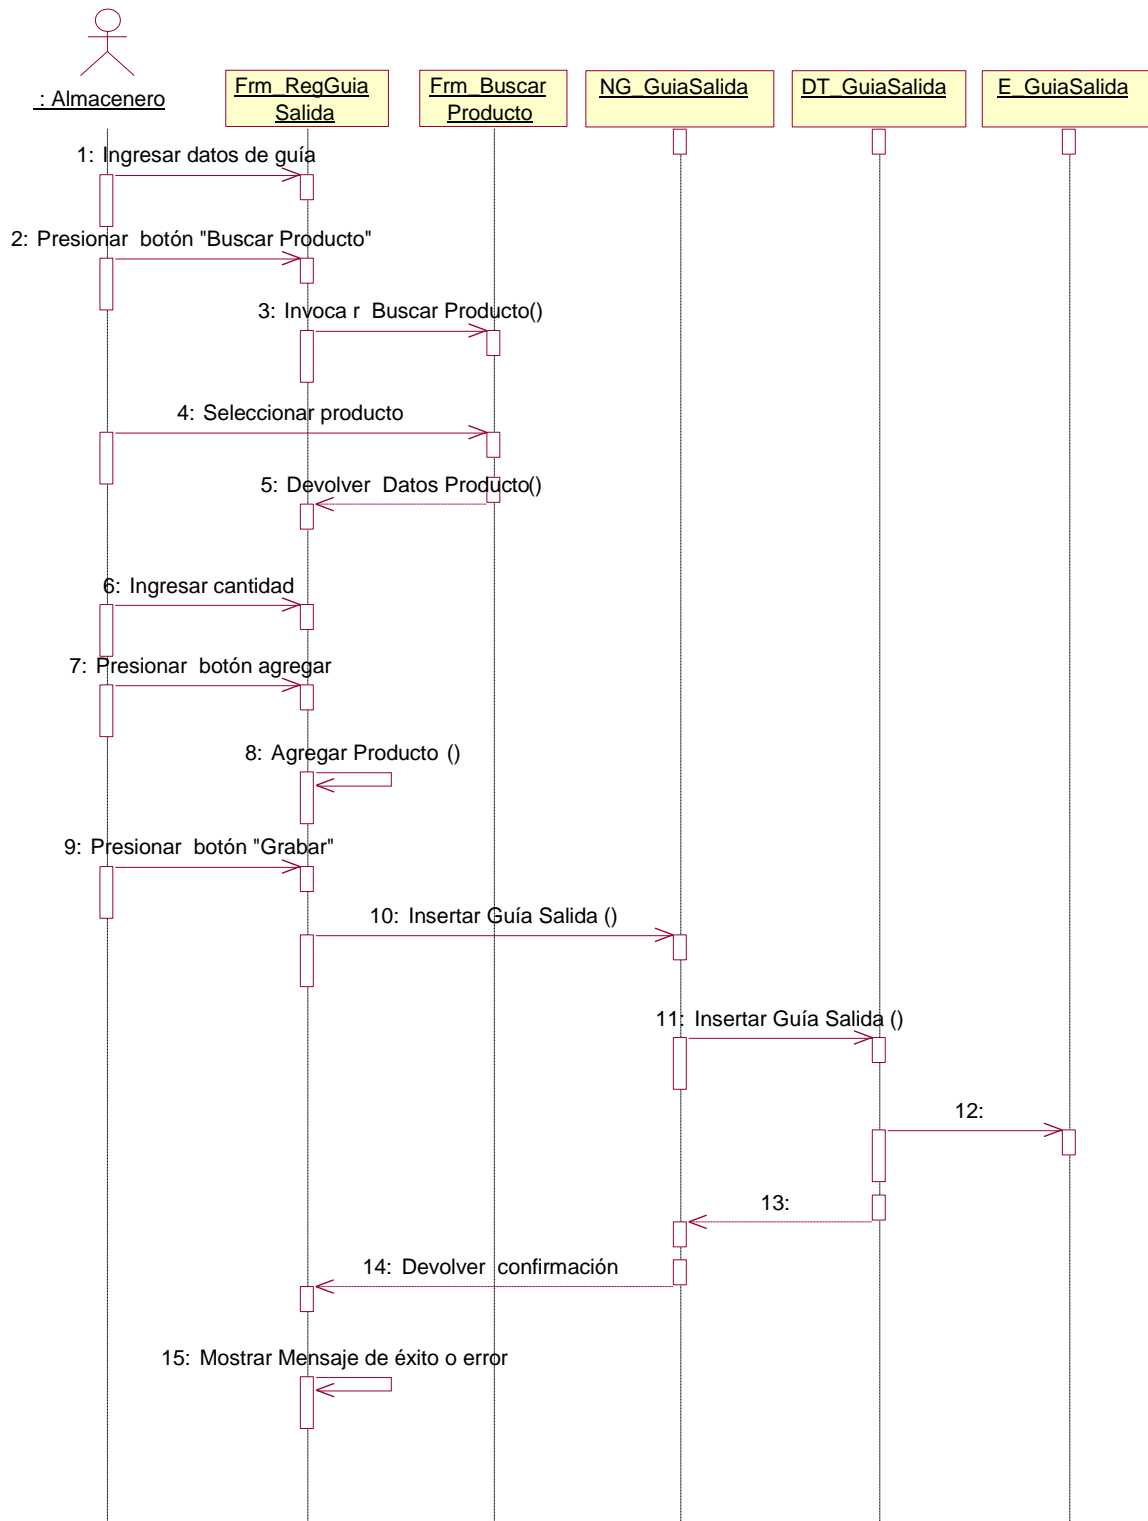 : Almacenero
Frm_RegGuia
Salida
Frm_Buscar
Producto
NG_GuiaSalida
DT_GuiaSalida
E_GuiaSalida
1: Ingresar datos de guía
2: Presionar botón "Buscar Producto"
3: Invoca r Buscar Producto()
4: Seleccionar producto
5: Devolver Datos Producto()
6: Ingresar cantidad
7: Presionar botón agregar
8: Agregar Producto ()
9: Presionar botón "Grabar"
10: Insertar Guía Salida ()
11: Insertar Guía Salida ()
12:
13:
14: Devolver confirmación
15: Mostrar Mensaje de éxito o error